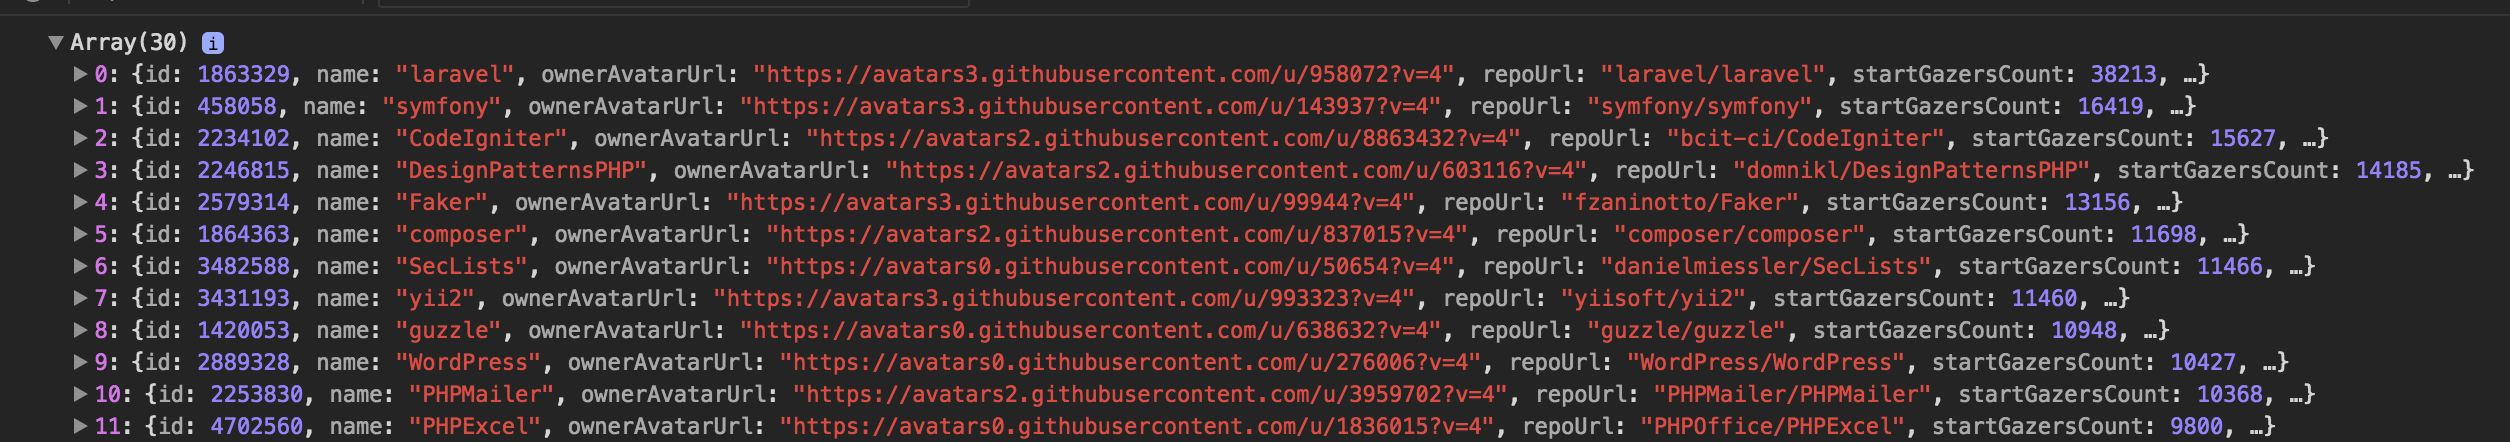 ▼Array(30) i
▶0: {id: 1863329, name: "laravel", ownerAvatarUrl: "https://avatars3.githubusercontent.com/u/958072?v=4", repoUrl: "laravel/laravel", startGazersCount: 38213, …}
▶1: {id: 458058, name: "symfony", ownerAvatarUrl: "https://avatars3.githubusercontent.com/u/143937?v=4", repoUrl: "symfony/symfony", startGazersCount: 16419, …}
▶2: {id: 2234102, name: "CodeIgniter", ownerAvatarUrl: "https://avatars2.githubusercontent.com/u/8863432?v=4", repoUrl: "bcit-ci/CodeIgniter", startGazersCount: 15627, …}
▶3: {id: 2246815, name: "DesignPatternsPHP", ownerAvatarUrl: "https://avatars2.githubusercontent.com/u/603116?v=4", repoUrl: "domnikl/DesignPatternsPHP", startGazersCount: 14185, …}
▶4: {id: 2579314, name: "Faker", ownerAvatarUrl: "https://avatars3.githubusercontent.com/u/99944?v=4", repoUrl: "fzaninotto/Faker", startGazersCount: 13156, …}
▶5: {id: 1864363, name: "composer", ownerAvatarUrl: "https://avatars2.githubusercontent.com/u/837015?v=4", repoUrl: "composer/composer", startGazersCount: 11698, …}
▶6: {id: 3482588, name: "SecLists", ownerAvatarUrl: "https://avatars0.githubusercontent.com/u/50654?v=4", repoUrl: "danielmiessler/SecLists", startGazersCount: 11466, …}
▶7: {id: 3431193, name: "yii2", ownerAvatarUrl: "https://avatars3.githubusercontent.com/u/993323?v=4", repoUrl: "yiisoft/yii2", startGazersCount: 11460, …}
▶8: {id: 1420053, name: "guzzle", ownerAvatarUrl: "https://avatars0.githubusercontent.com/u/638632?v=4", repoUrl: "guzzle/guzzle", startGazersCount: 10948, …}
▶9: {id: 2889328, name: "WordPress", ownerAvatarUrl: "https://avatars0.githubusercontent.com/u/276006?v=4", repoUrl: "WordPress/WordPress", startGazersCount: 10427, …}
▶10: {id: 2253830, name: "PHPMailer", ownerAvatarUrl: "https://avatars2.githubusercontent.com/u/3959702?v=4", repoUrl: "PHPMailer/PHPMailer", startGazersCount: 10368, …}
▶11: {id: 4702560, name: "PHPExcel", ownerAvatarUrl: "https://avatars0.githubusercontent.com/u/1836015?v=4", repoUrl: "PHPOffice/PHPExcel", startGazersCount: 9800, …}